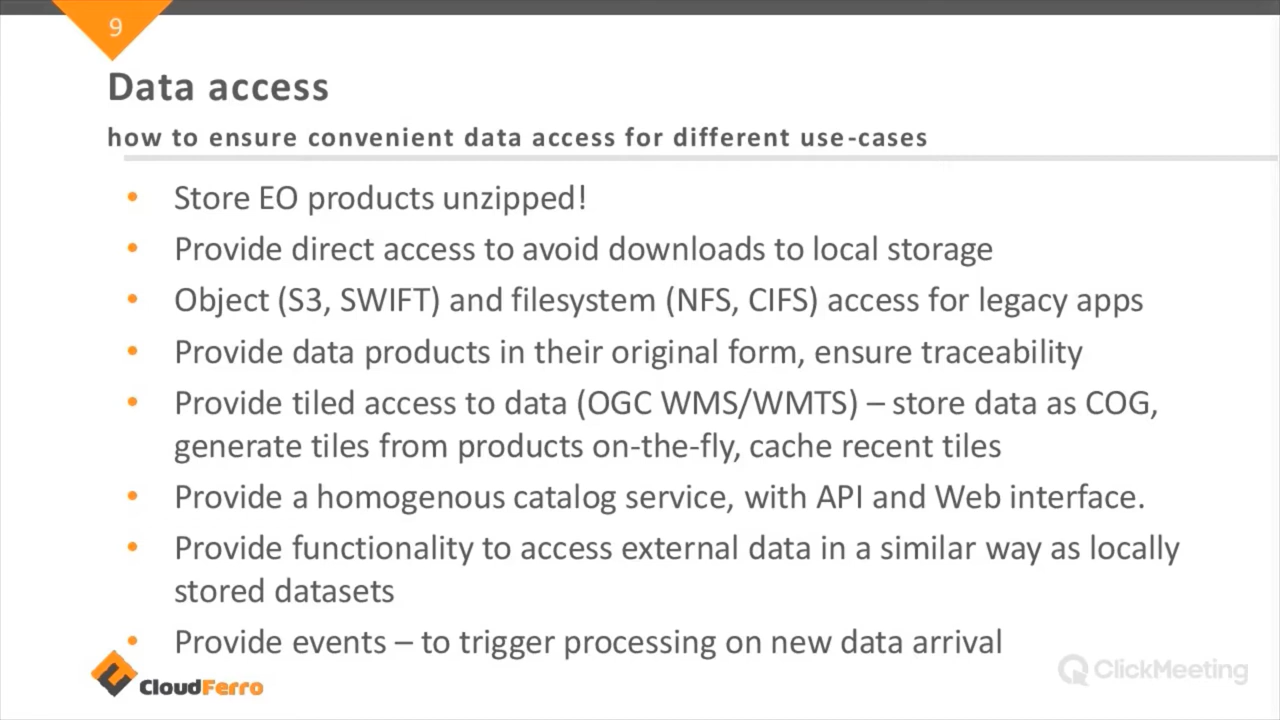 9
Data access
how to ensure convenient data access for different use-cases
• Store EO products unzipped!
• Provide direct access to avoid downloads to local storage
• Object (S3, SWIFT) and filesystem (NFS, CIFS) access for legacy apps
• Provide data products in their original form, ensure traceability
• Provide tiled access to data (OGC WMS/WMTS) – store data as COG,
generate tiles from products on-the-fly, cache recent tiles
• Provide a homogenous catalog service, with API and Web interface.
• Provide functionality to access external data in a similar way as locally
stored datasets
• Provide events – to trigger processing on new data arrival
CloudFerro
ClickMeeting